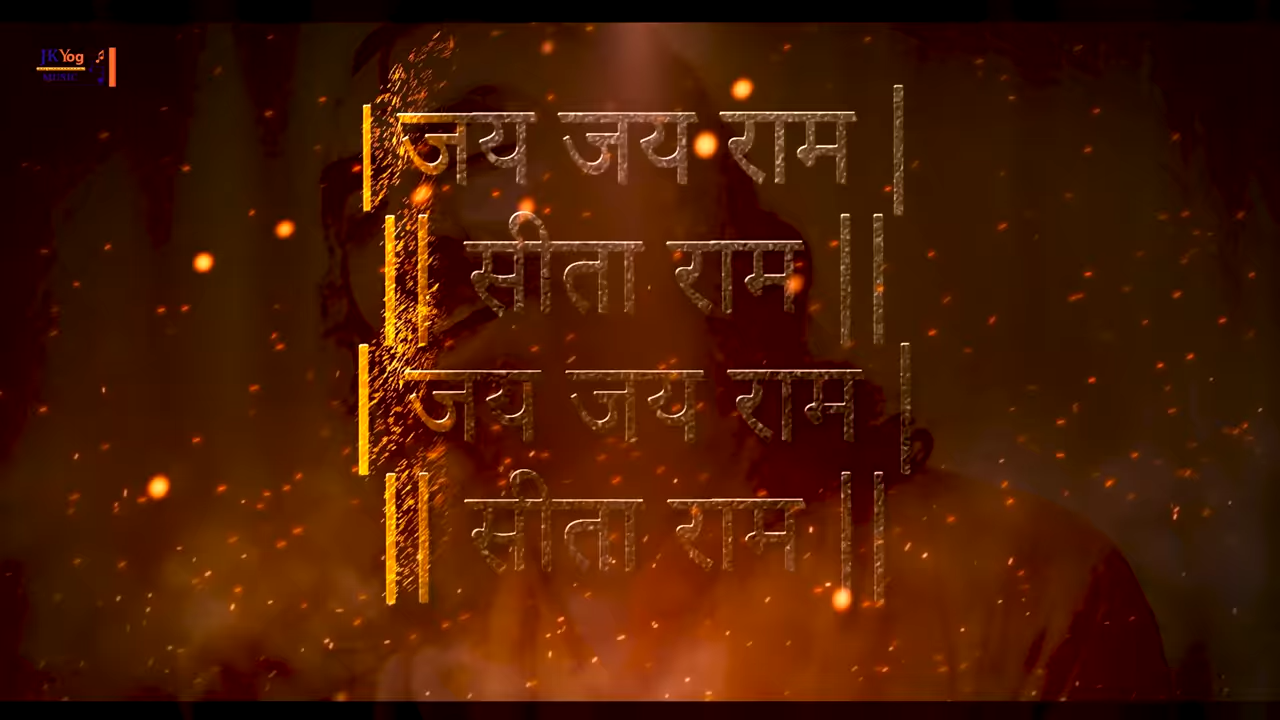 JKYog
MUSIC
| जय जय राम |
|| सीता राम ||
| जय जय राम |
|| सीता राम ||